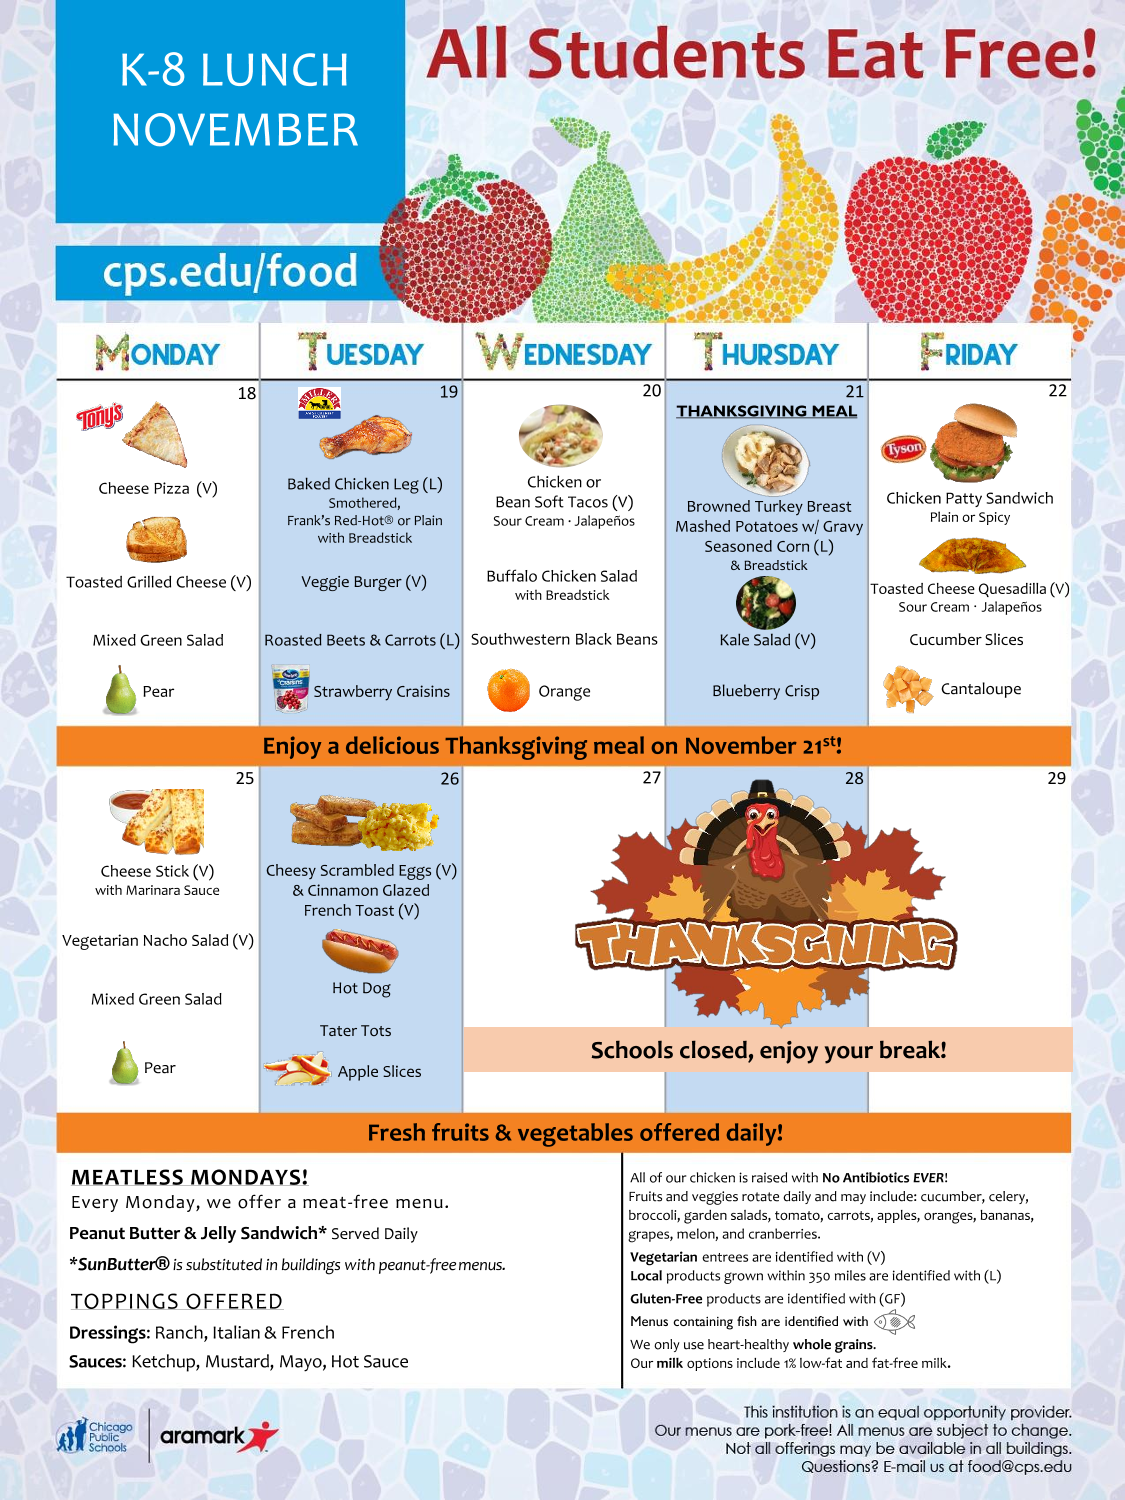 K-8 LUNCH
NOVEMBER
All Students Eat Free!
cps.edu/food
MONDAY
TUESDAY
WEDNESDAY
THURSDAY
FRIDAY
18
Tony's
Cheese Pizza (V)
Toasted Grilled Cheese (V)
Mixed Green Salad
Pear
19
MILLER
Baked Chicken Leg (L)
Smothered,
Frank's Red-Hot® or Plain
with Breadstick
Veggie Burger (V)
Roasted Beets & Carrots (L)
Craisins
Strawberry Craisins
20
Chicken or
Bean Soft Tacos (V)
Sour Cream · Jalapeños
Buffalo Chicken Salad
with Breadstick
Southwestern Black Beans
Orange
21
THANKSGIVING MEAL
Browned Turkey Breast
Mashed Potatoes w/ Gravy
Seasoned Corn (L)
& Breadstick
Kale Salad (V)
Blueberry Crisp
22
Tyson
Chicken Patty Sandwich
Plain or Spicy
Toasted Cheese Quesadilla (V)
Sour Cream · Jalapeños
Cucumber Slices
Cantaloupe
Enjoy a delicious Thanksgiving meal on November 21st!
25
Cheese Stick (V)
with Marinara Sauce
Vegetarian Nacho Salad (V)
Mixed Green Salad
Pear
26
Cheesy Scrambled Eggs (V)
& Cinnamon Glazed
French Toast (V)
Hot Dog
Tater Tots
Apple Slices
27
28
29
THANKSGIVING
Schools closed, enjoy your break!
Fresh fruits & vegetables offered daily!
MEATLESS MONDAYS!
Every Monday, we offer a meat-free menu.
Peanut Butter & Jelly Sandwich* Served Daily
*SunButter® is substituted in buildings with peanut-free menus.
TOPPINGS OFFERED
Dressings: Ranch, Italian & French
Sauces: Ketchup, Mustard, Mayo, Hot Sauce
All of our chicken is raised with No Antibiotics EVER!
Fruits and veggies rotate daily and may include: cucumber, celery,
broccoli, garden salads, tomato, carrots, apples, oranges, bananas,
grapes, melon, and cranberries.
Vegetarian entrees are identified with (V)
Local products grown within 350 miles are identified with (L)
Gluten-Free products are identified with (GF)
Menus containing fish are identified with
We only use heart-healthy whole grains.
Our milk options include 1% low-fat and fat-free milk.
Chicago
Public
Schools
aramark
This institution is an equal opportunity provider.
Our menus are pork-free! All menus are subject to change.
Not all offerings may be available in all buildings.
Questions? E-mail us at food@cps.edu